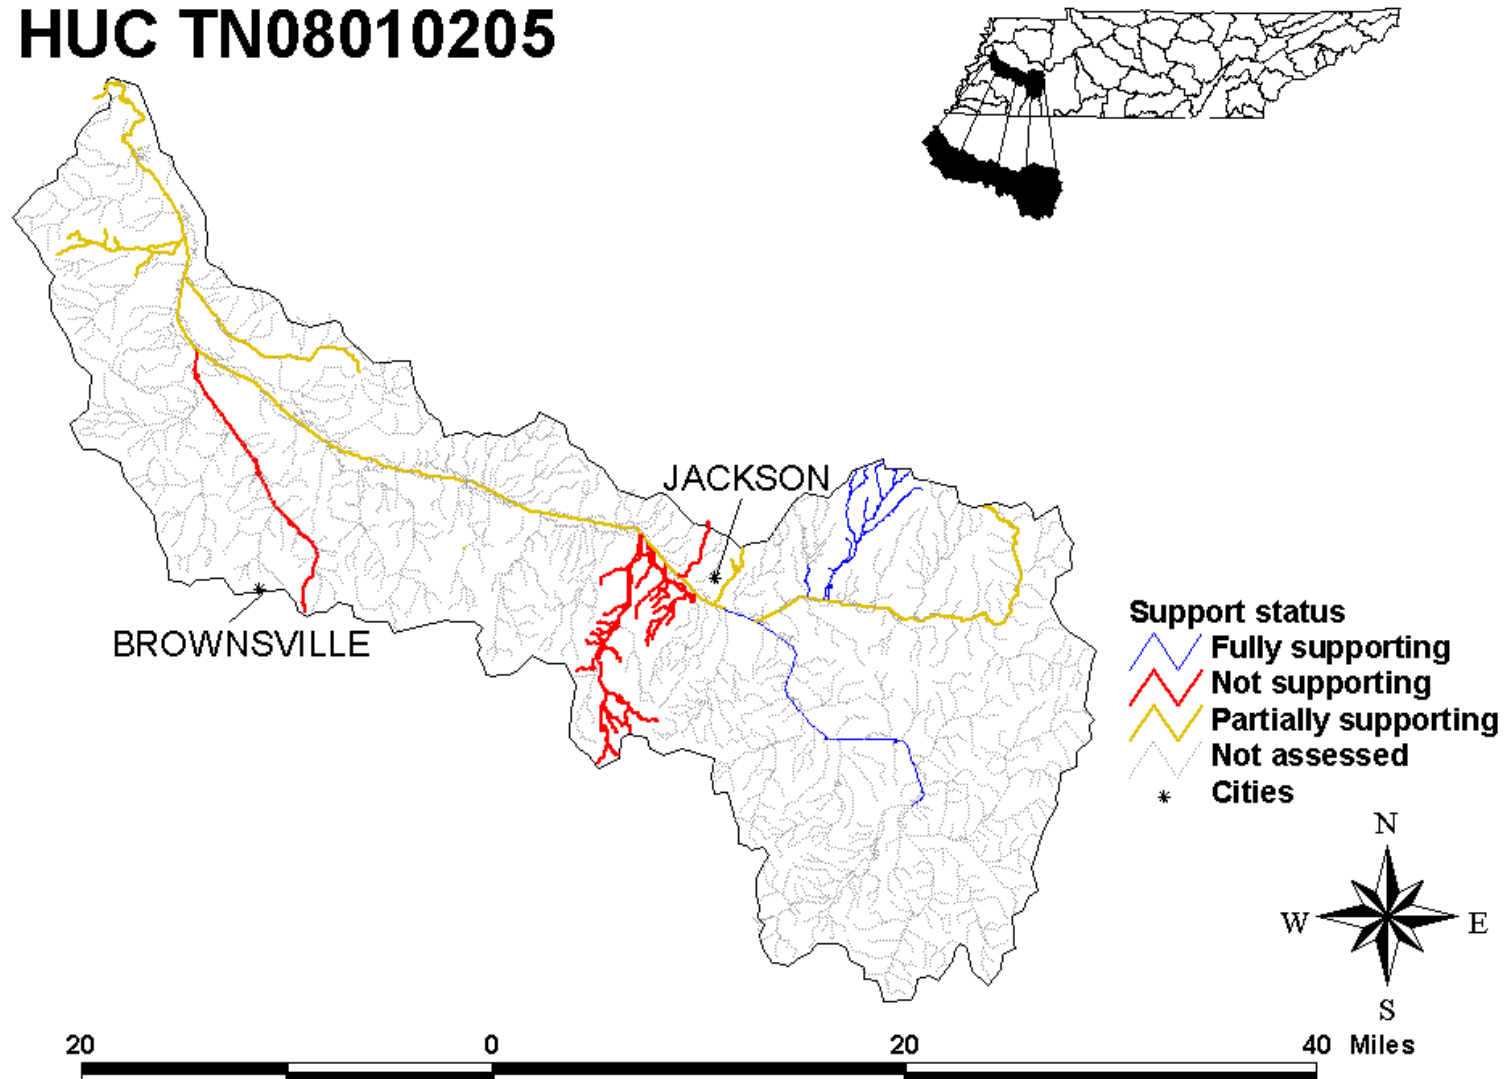 HUC TN08010205
JACKSON
BROWNSVILLE
Support status
Fully supporting
Not supporting
Partially supporting
Not assessed
Cities
N
W E
S
20 0 20 40 Miles